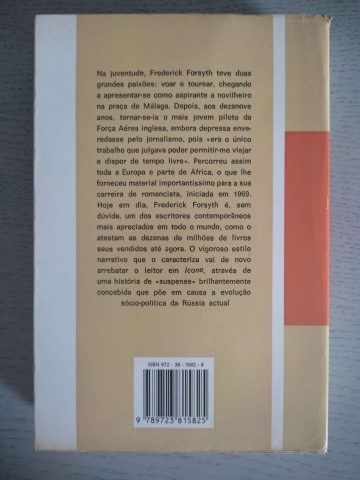 Na juventude, Frederick Forsyth teve duas
grandes paixões: voar e tourear, chegando
a apresentar-se como aspirante a novilheiro
na praça de Málaga. Depois, aos dezanove
anos, tornar-se-ia o mais jovem piloto da
Força Aérea inglesa, embora depressa enve-
redasse pelo jornalismo, pois «era o único
trabalho que julgava poder permitir-me viajar
e dispor de tempo livre». Percorreu assim
toda a Europa e parte de África, o que lhe
forneceu material importantíssimo para a sua
carreira de romancista, iniciada em 1969.
Hoje em dia, Frederick Forsyth é, sem
dúvida, um dos escritores contemporâneos
mais apreciados em todo o mundo, como o
atestam as dezenas de milhões de livros
seus vendidos até agora. O vigoroso estilo
narrativo que o caracteriza vai de novo
arrebatar o leitor em Icone, através de
uma história de «suspense» brilhantemente
concebida que põe em causa a evolução
sócio-política da Rússia actual
ISBN 972-38-1582-6
9 789723 815825